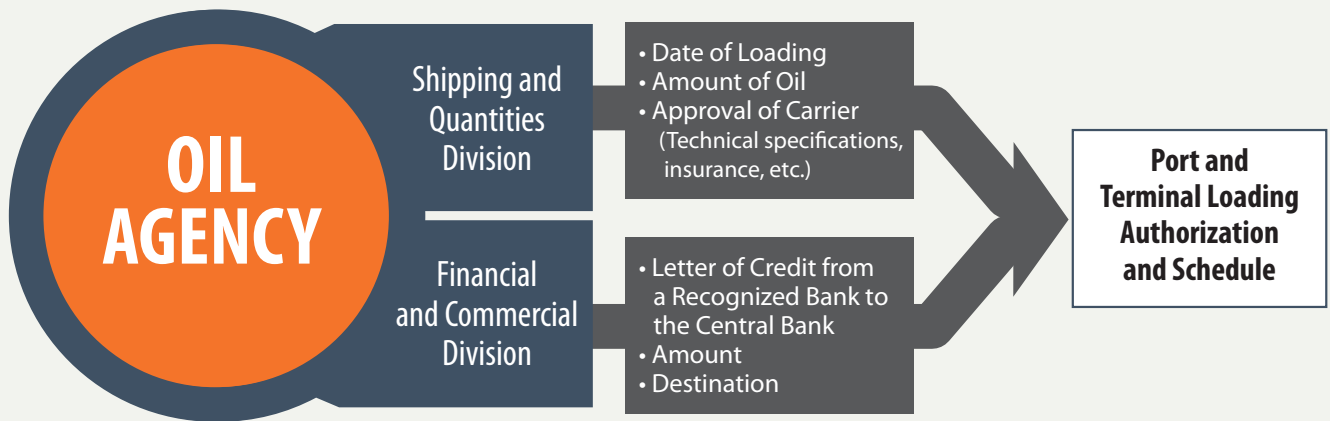 OIL
AGENCY
Shipping and
Quantities
Division
• Date of Loading
• Amount of Oil
• Approval of Carrier
(Technical specifications,
insurance, etc.)
Financial
and Commercial
Division
• Letter of Credit from
a Recognized Bank to
the Central Bank
• Amount
• Destination
Port and
Terminal Loading
Authorization
and Schedule